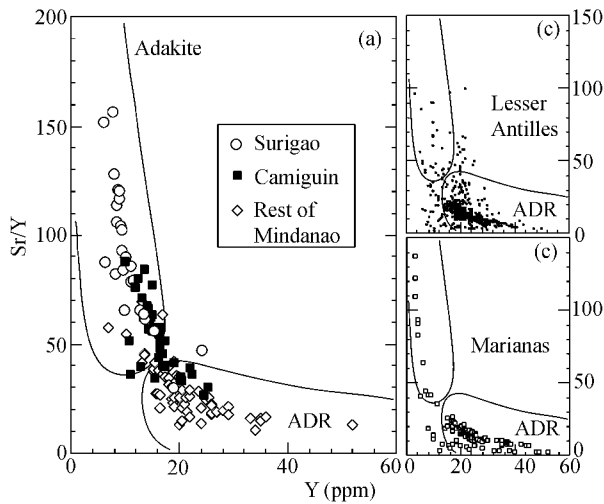 200
150
100
50
0
Sr/Y
0
20
40
60
Y (ppm)
(a)
Adakite
Surigao
Camiguin
Rest of
Mindanao
ADR
(c)
150
100
50
0
Lesser
Antilles
ADR
(c)
150
100
50
0
Marianas
ADR
0
20
40
60